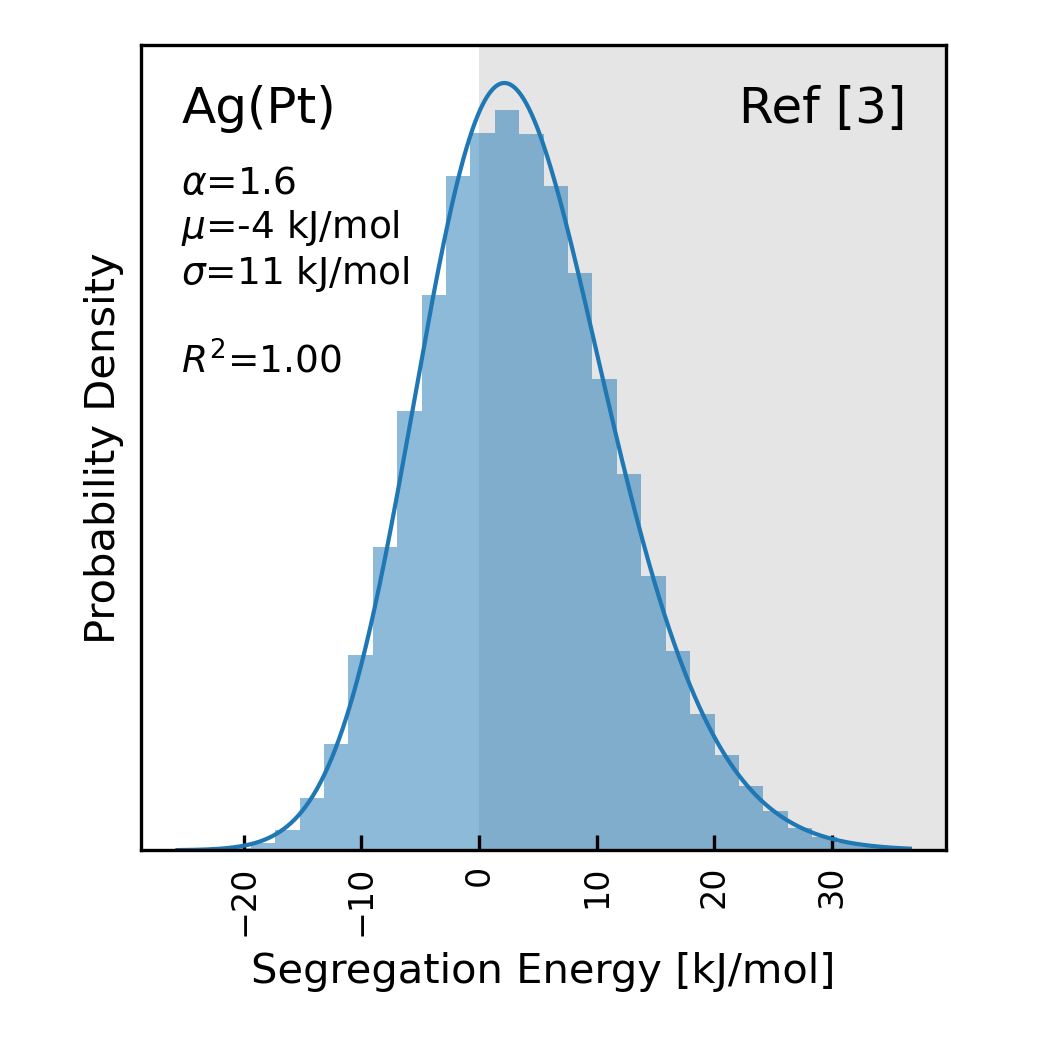 Ag(Pt)
Ref [3]
α=1.6
μ=-4 kJ/mol
σ=11 kJ/mol
R²=1.00
Probability Density
−20
−10
0
10
20
30
Segregation Energy [kJ/mol]